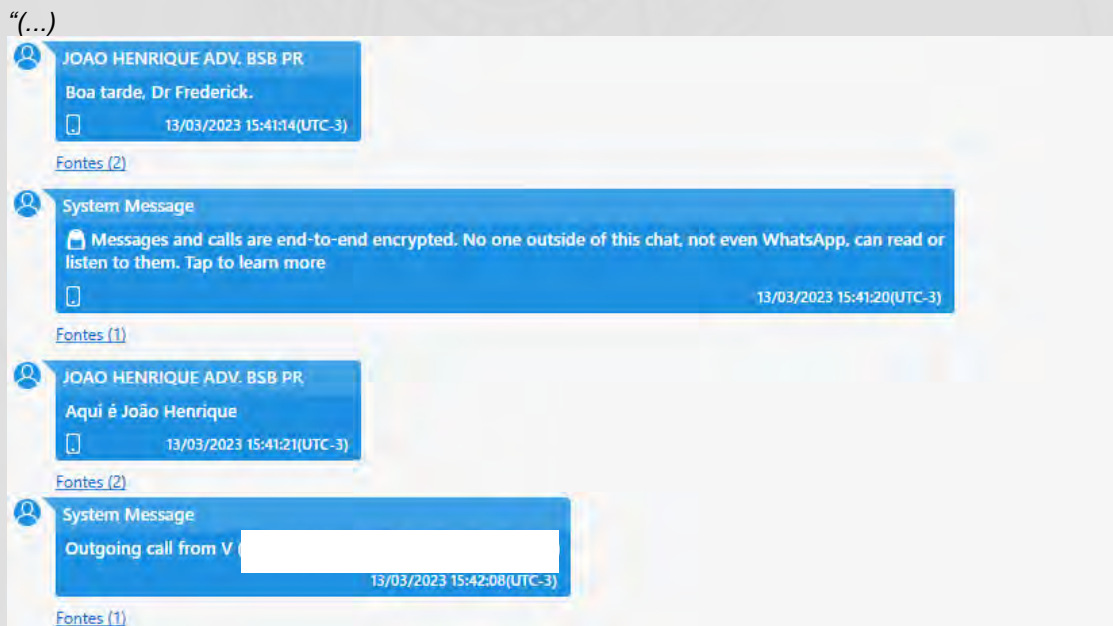 “(...)
JOAO HENRIQUE ADV. BSB PR
Boa tarde, Dr Frederick.
13/03/2023 15:41:14(UTC-3)
Fontes (2)
System Message
Messages and calls are end-to-end encrypted. No one outside of this chat, not even WhatsApp, can read or
listen to them. Tap to learn more
13/03/2023 15:41:20(UTC-3)
Fontes (1)
JOAO HENRIQUE ADV. BSB PR
Aqui é João Henrique
13/03/2023 15:41:21(UTC-3)
Fontes (2)
System Message
Outgoing call from V (
13/03/2023 15:42:08(UTC-3)
Fontes (1)